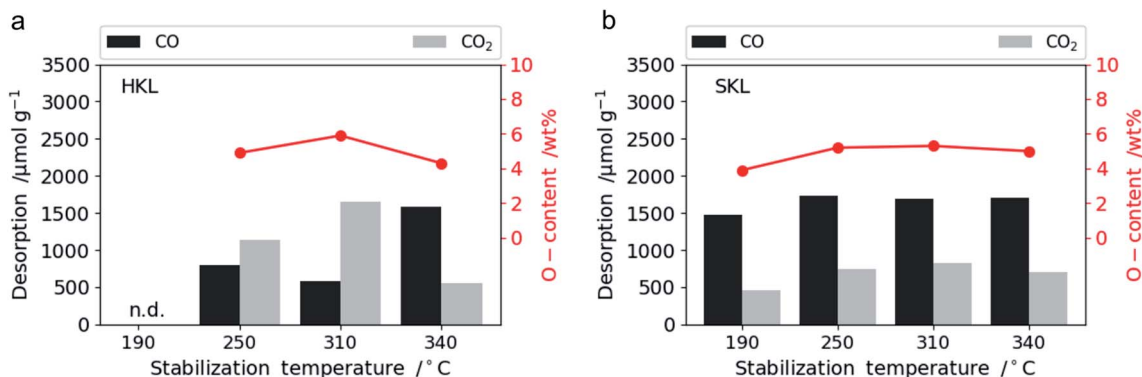 a
CO
CO₂
HKL
n.d.
3500
3000
2500
2000
1500
1000
500
0
Desorption /μmol g⁻¹
10
8
6
4
2
0
O−content /wt%
190 250 310 340
Stabilization temperature /°C
b
CO
CO₂
SKL
3500
3000
2500
2000
1500
1000
500
0
Desorption /μmol g⁻¹
10
8
6
4
2
0
O−content /wt%
190 250 310 340
Stabilization temperature /°C